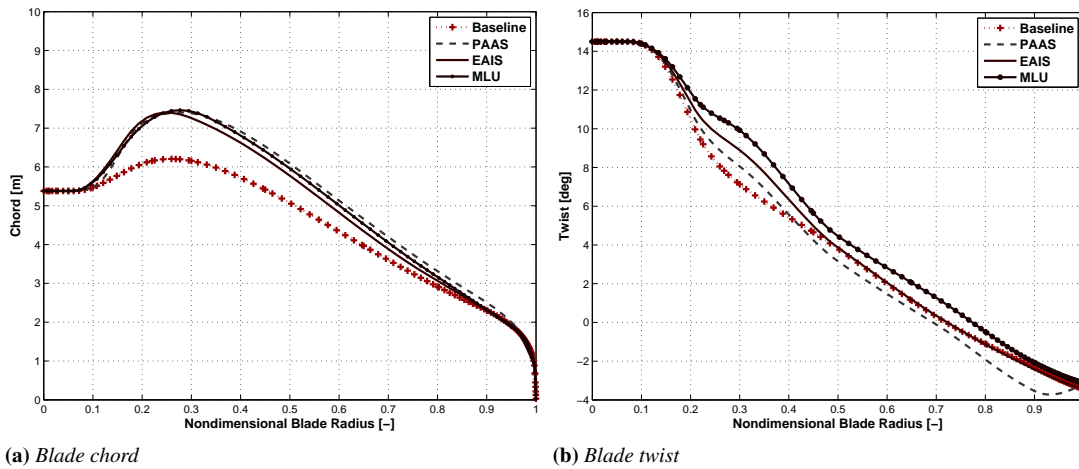 10
9
8
7
6
5
4
3
2
1
0
Chord [m]
0 0.1 0.2 0.3 0.4 0.5 0.6 0.7 0.8 0.9 1
Nondimensional Blade Radius [−]
Baseline
PAAS
EAIS
MLU
(a) Blade chord
16
14
12
10
8
6
4
2
0
−2
−4
Twist [deg]
0 0.1 0.2 0.3 0.4 0.5 0.6 0.7 0.8 0.9
Nondimensional Blade Radius [−]
Baseline
PAAS
EAIS
MLU
(b) Blade twist